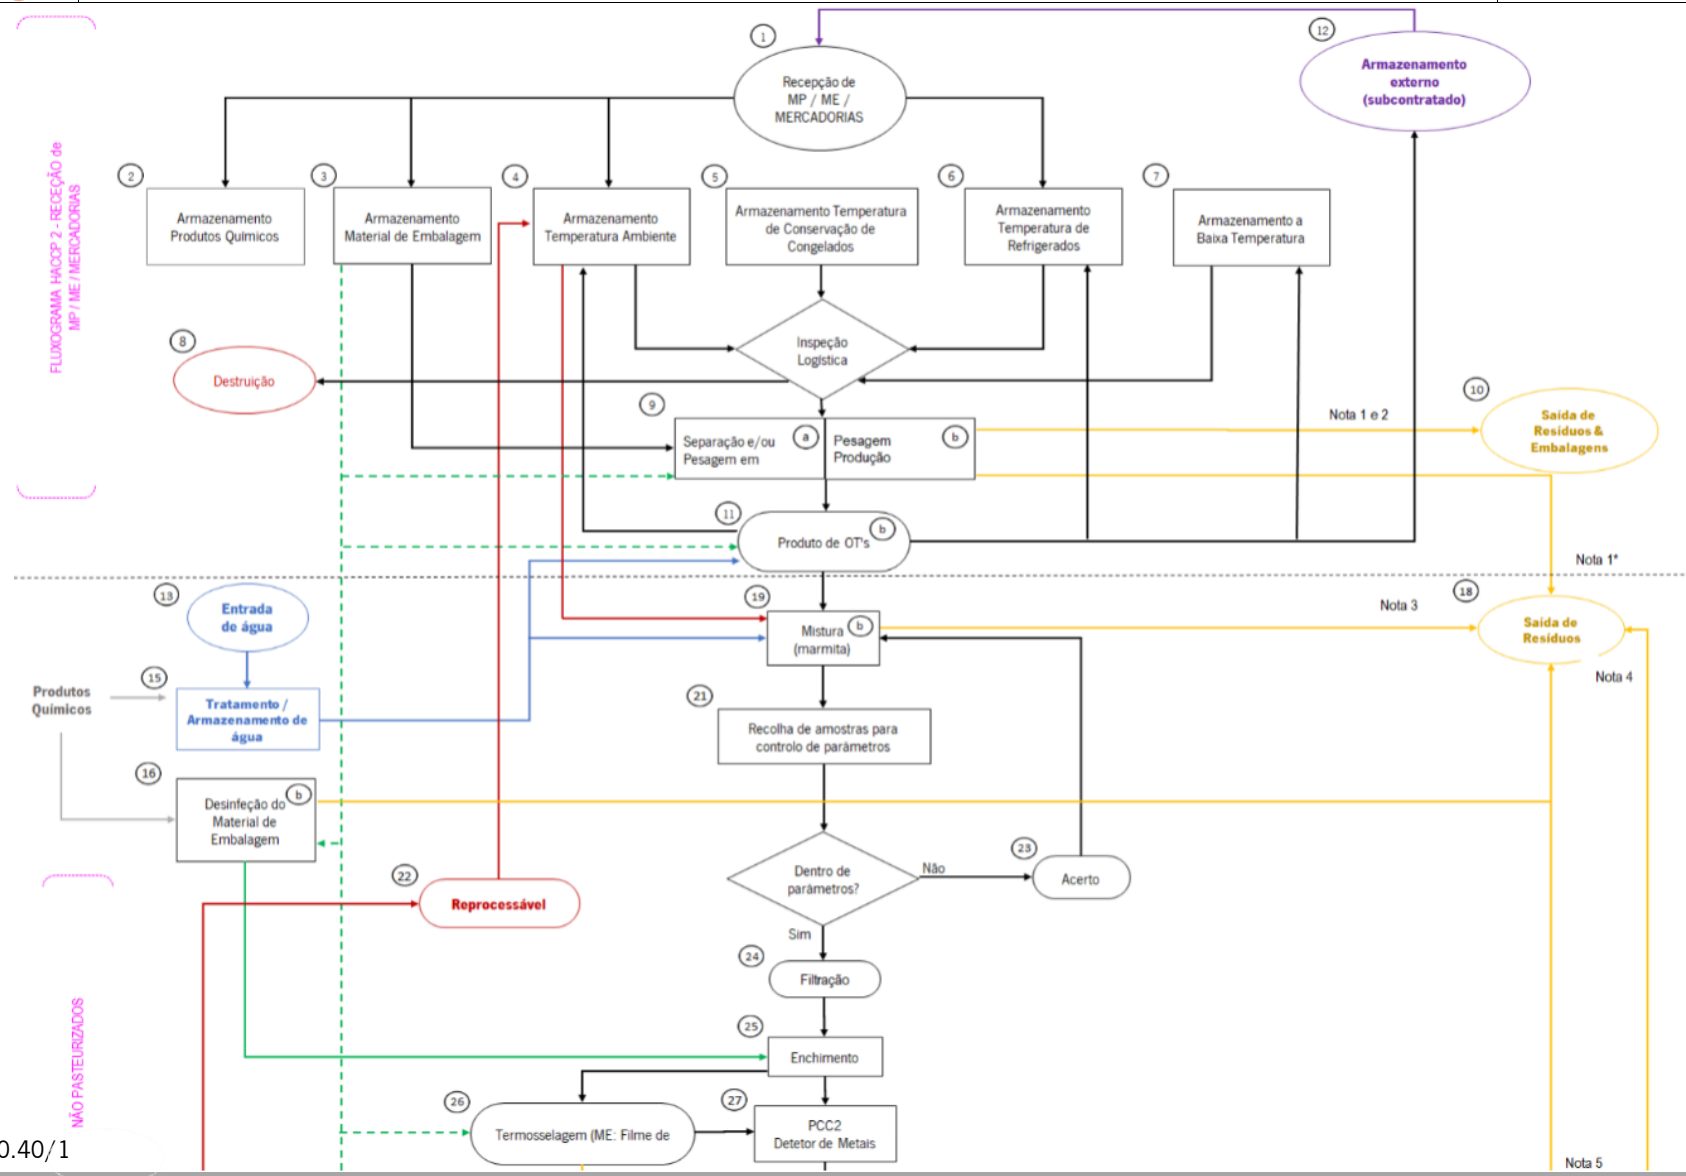 12
1
Armazenamento
externo
(subcontratado)
Recepção de
MP / ME /
MERCADORIAS
FLUXOGRAMA HACCP 2 - RECEÇÃO de
MP / ME / MERCADORIAS
2
3
4
5
6
7
Armazenamento
Produtos Químicos
Armazenamento
Material de Embalagem
Armazenamento
Temperatura Ambiente
Armazenamento Temperatura
de Conservação de
Congelados
Armazenamento
Temperatura de
Refrigerados
Armazenamento a
Baixa Temperatura
8
Destruição
Inspeção
Logística
9
Separação e/ou
Pesagem em
a
Pesagem
Produção
b
Nota 1 e 2
10
Saída de
Resíduos &
Embalagens
11
Produto de OT's
b
Nota 1*
13
Entrada
de água
19
Mistura
(marmita)
b
Nota 3
18
Saída de
Resíduos
Nota 4
Produtos
Químicos
15
Tratamento /
Armazenamento de
água
21
Recolha de amostras para
controlo de parâmetros
16
Desinfeção do
Material de
Embalagem
b
22
Reprocessável
Dentro de
parâmetros?
Não
23
Acerto
Sim
24
Filtração
25
Enchimento
NÃO PASTEURIZADOS
26
Termosselagem (ME: Filme de
27
PCC2
Detetor de Metais
0.40/1
Nota 5